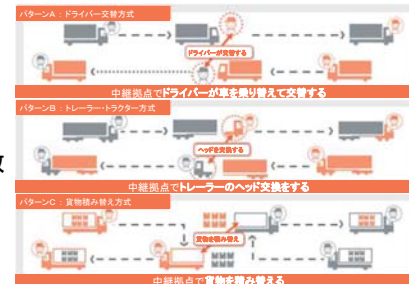 パターンA：ドライバー交替方式
ドライバーが交替する
中継拠点でドライバーが車を乗り替えて交替する
パターンB：トレーラー・トラクター方式
ヘッドを交換する
中継拠点でトレーラーのヘッド交換をする
パターンC：貨物積み替え方式
貨物を積み替え
中継拠点で貨物を積み替える